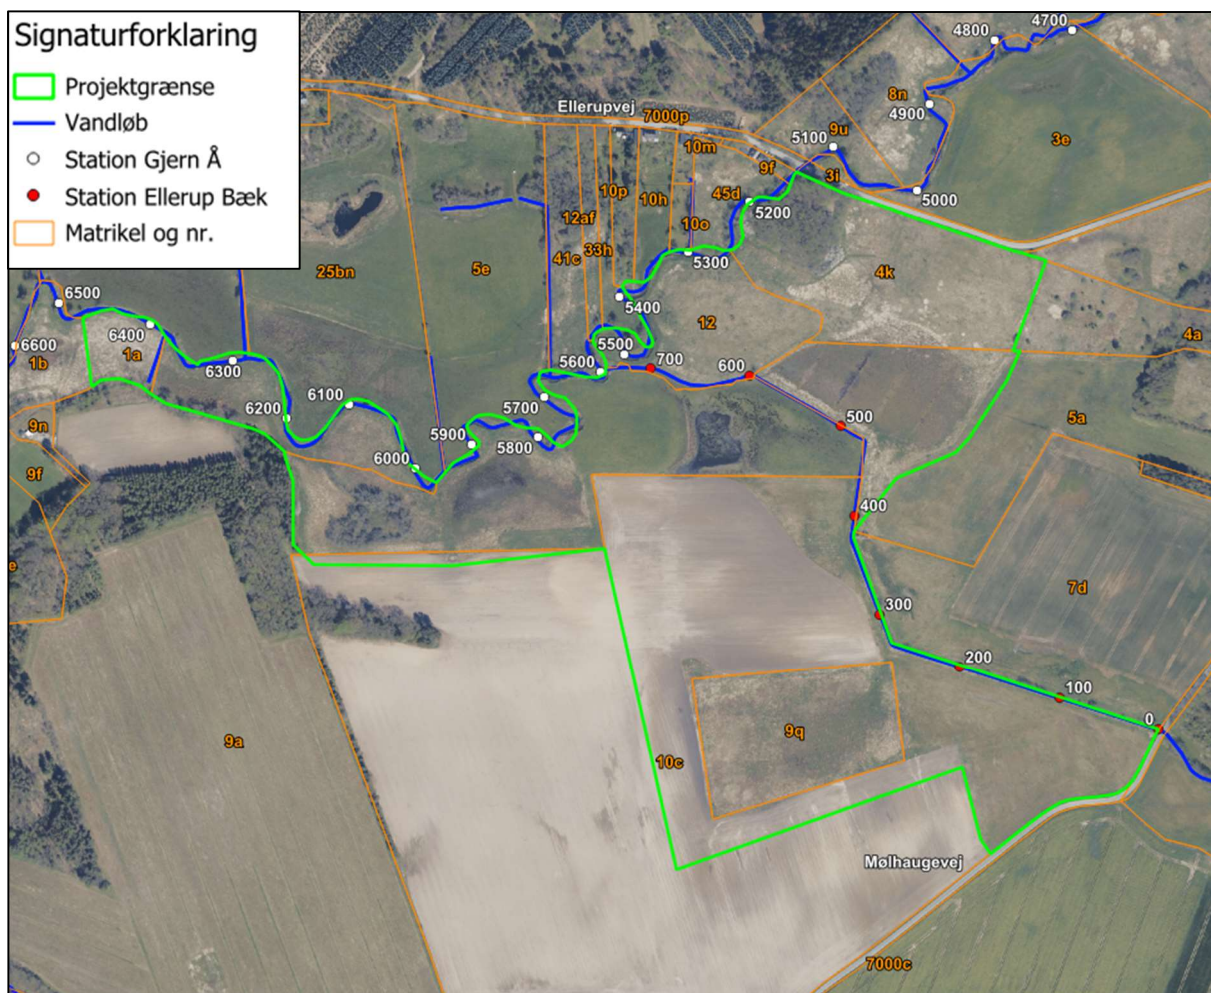 Signaturforklaring
Projektgrænse
Vandløb
Station Gjern Å
Station Ellerup Bæk
Matrikel og nr.
4700
4800
8n
4900
Ellerupvej
7000p
9u
5100
3e
10m
9f
3i
5000
10p
10h
45d
5200
12af
10o
33h
41c
5300
25bn
5e
4k
6500
5400
12
4a
6400
6600
1a
1b
5500
700
600
5600
6300
6100
5700
500
5a
6200
9n
5900
5800
6000
9f
400
e
7d
300
200
100
0
9a
9q
10c
Mølhaugevej
7000c